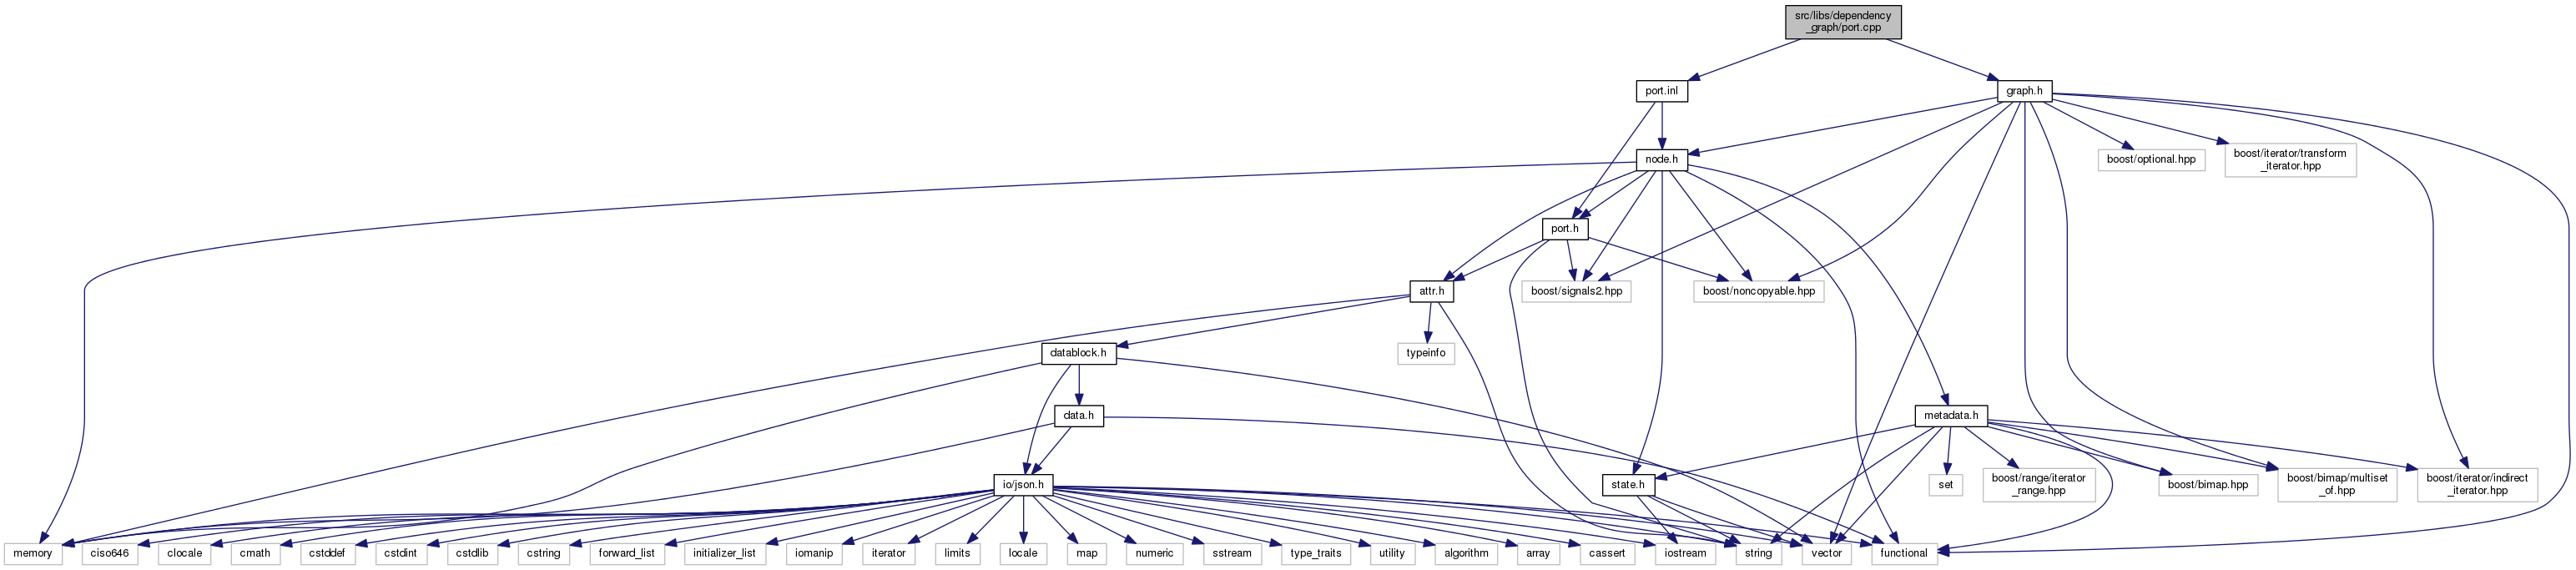 src/libs/dependency
_graph/port.cpp
port.inl
graph.h
node.h
boost/optional.hpp
boost/iterator/transform
_iterator.hpp
port.h
attr.h
boost/signals2.hpp
boost/noncopyable.hpp
datablock.h
typeinfo
data.h
metadata.h
io/json.h
state.h
set
boost/range/iterator
_range.hpp
boost/bimap.hpp
boost/bimap/multiset
_of.hpp
boost/iterator/indirect
_iterator.hpp
memory
ciso646
clocale
cmath
cstddef
cstdint
cstdlib
cstring
forward_list
initializer_list
iomanip
iterator
limits
locale
map
numeric
sstream
type_traits
utility
algorithm
array
cassert
iostream
string
vector
functional